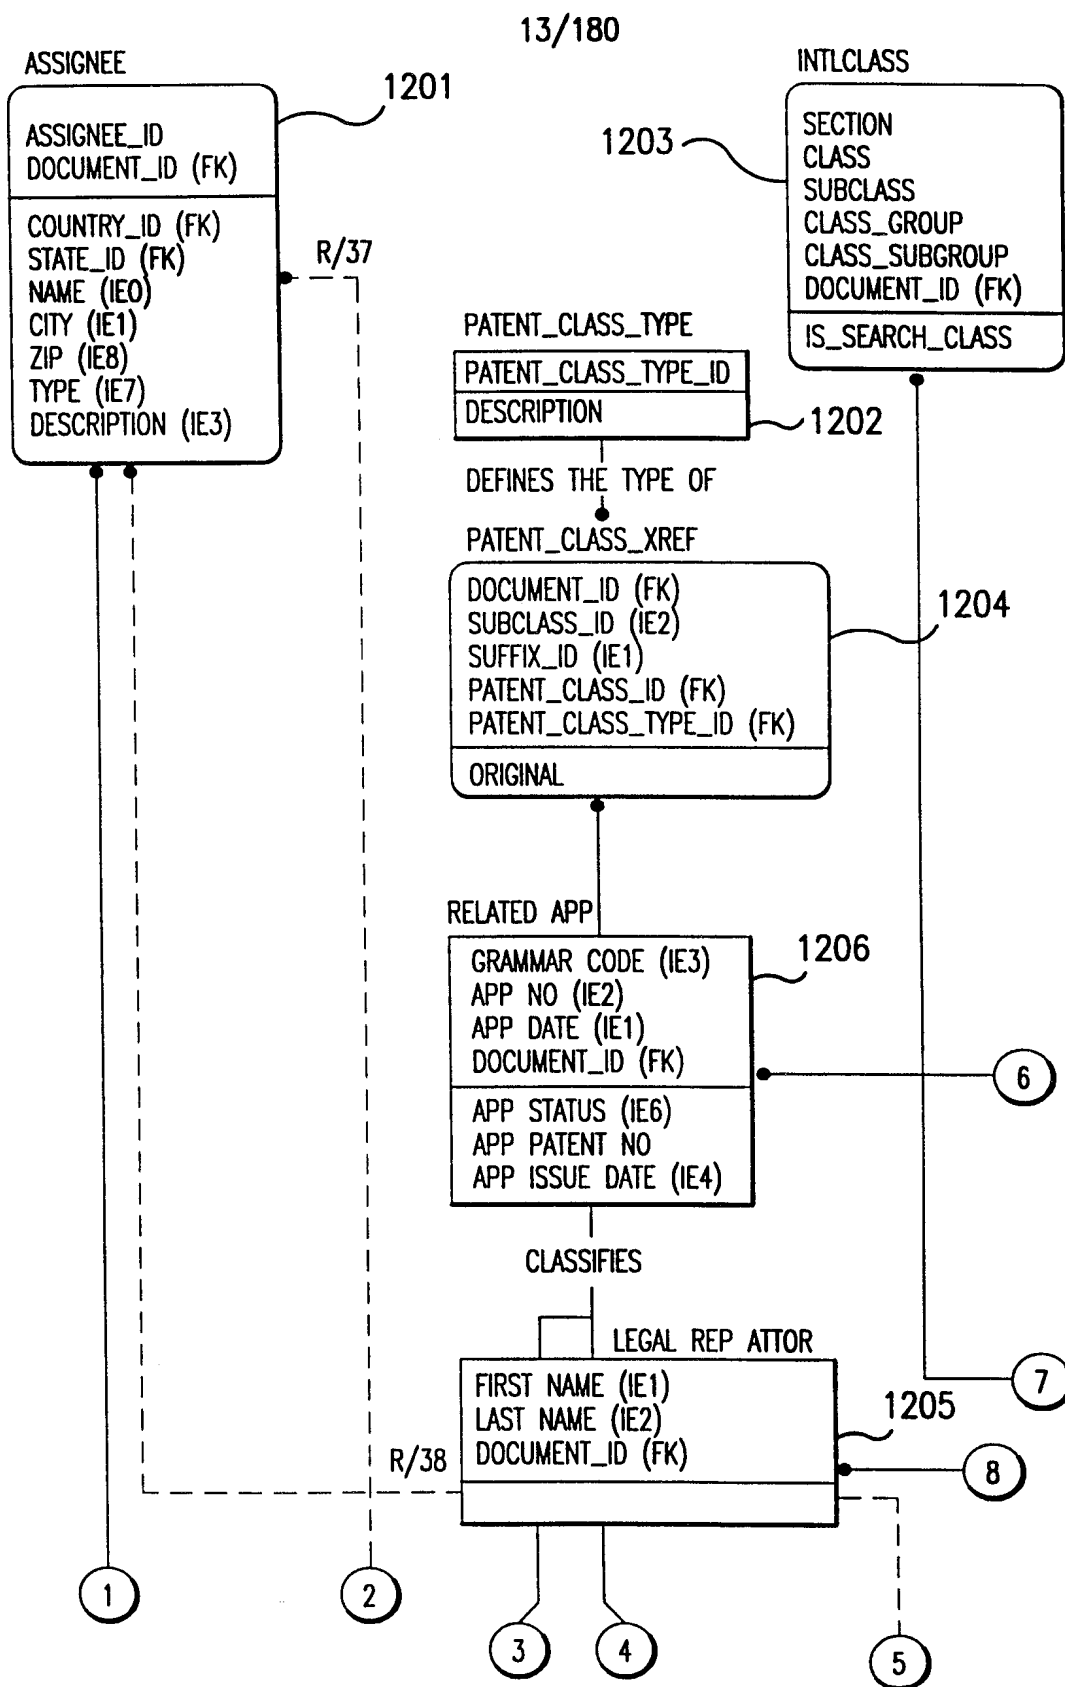 13/180
ASSIGNEE
1201
ASSIGNEE_ID
DOCUMENT_ID (FK)
COUNTRY_ID (FK)
STATE_ID (FK)
NAME (IE0)
CITY (IE1)
ZIP (IE8)
TYPE (IE7)
DESCRIPTION (IE3)
R/37
INTLCLASS
1203
SECTION
CLASS
SUBCLASS
CLASS_GROUP
CLASS_SUBGROUP
DOCUMENT_ID (FK)
IS_SEARCH_CLASS
PATENT_CLASS_TYPE
PATENT_CLASS_TYPE_ID
DESCRIPTION
1202
DEFINES THE TYPE OF
PATENT_CLASS_XREF
DOCUMENT_ID (FK)
SUBCLASS_ID (IE2)
SUFFIX_ID (IE1)
PATENT_CLASS_ID (FK)
PATENT_CLASS_TYPE_ID (FK)
ORIGINAL
1204
RELATED APP
1206
GRAMMAR CODE (IE3)
APP NO (IE2)
APP DATE (IE1)
DOCUMENT_ID (FK)
APP STATUS (IE6)
APP PATENT NO
APP ISSUE DATE (IE4)
6
CLASSIFIES
LEGAL REP ATTOR
FIRST NAME (IE1)
LAST NAME (IE2)
DOCUMENT_ID (FK)
1205
7
R/38
8
1
2
3
4
5